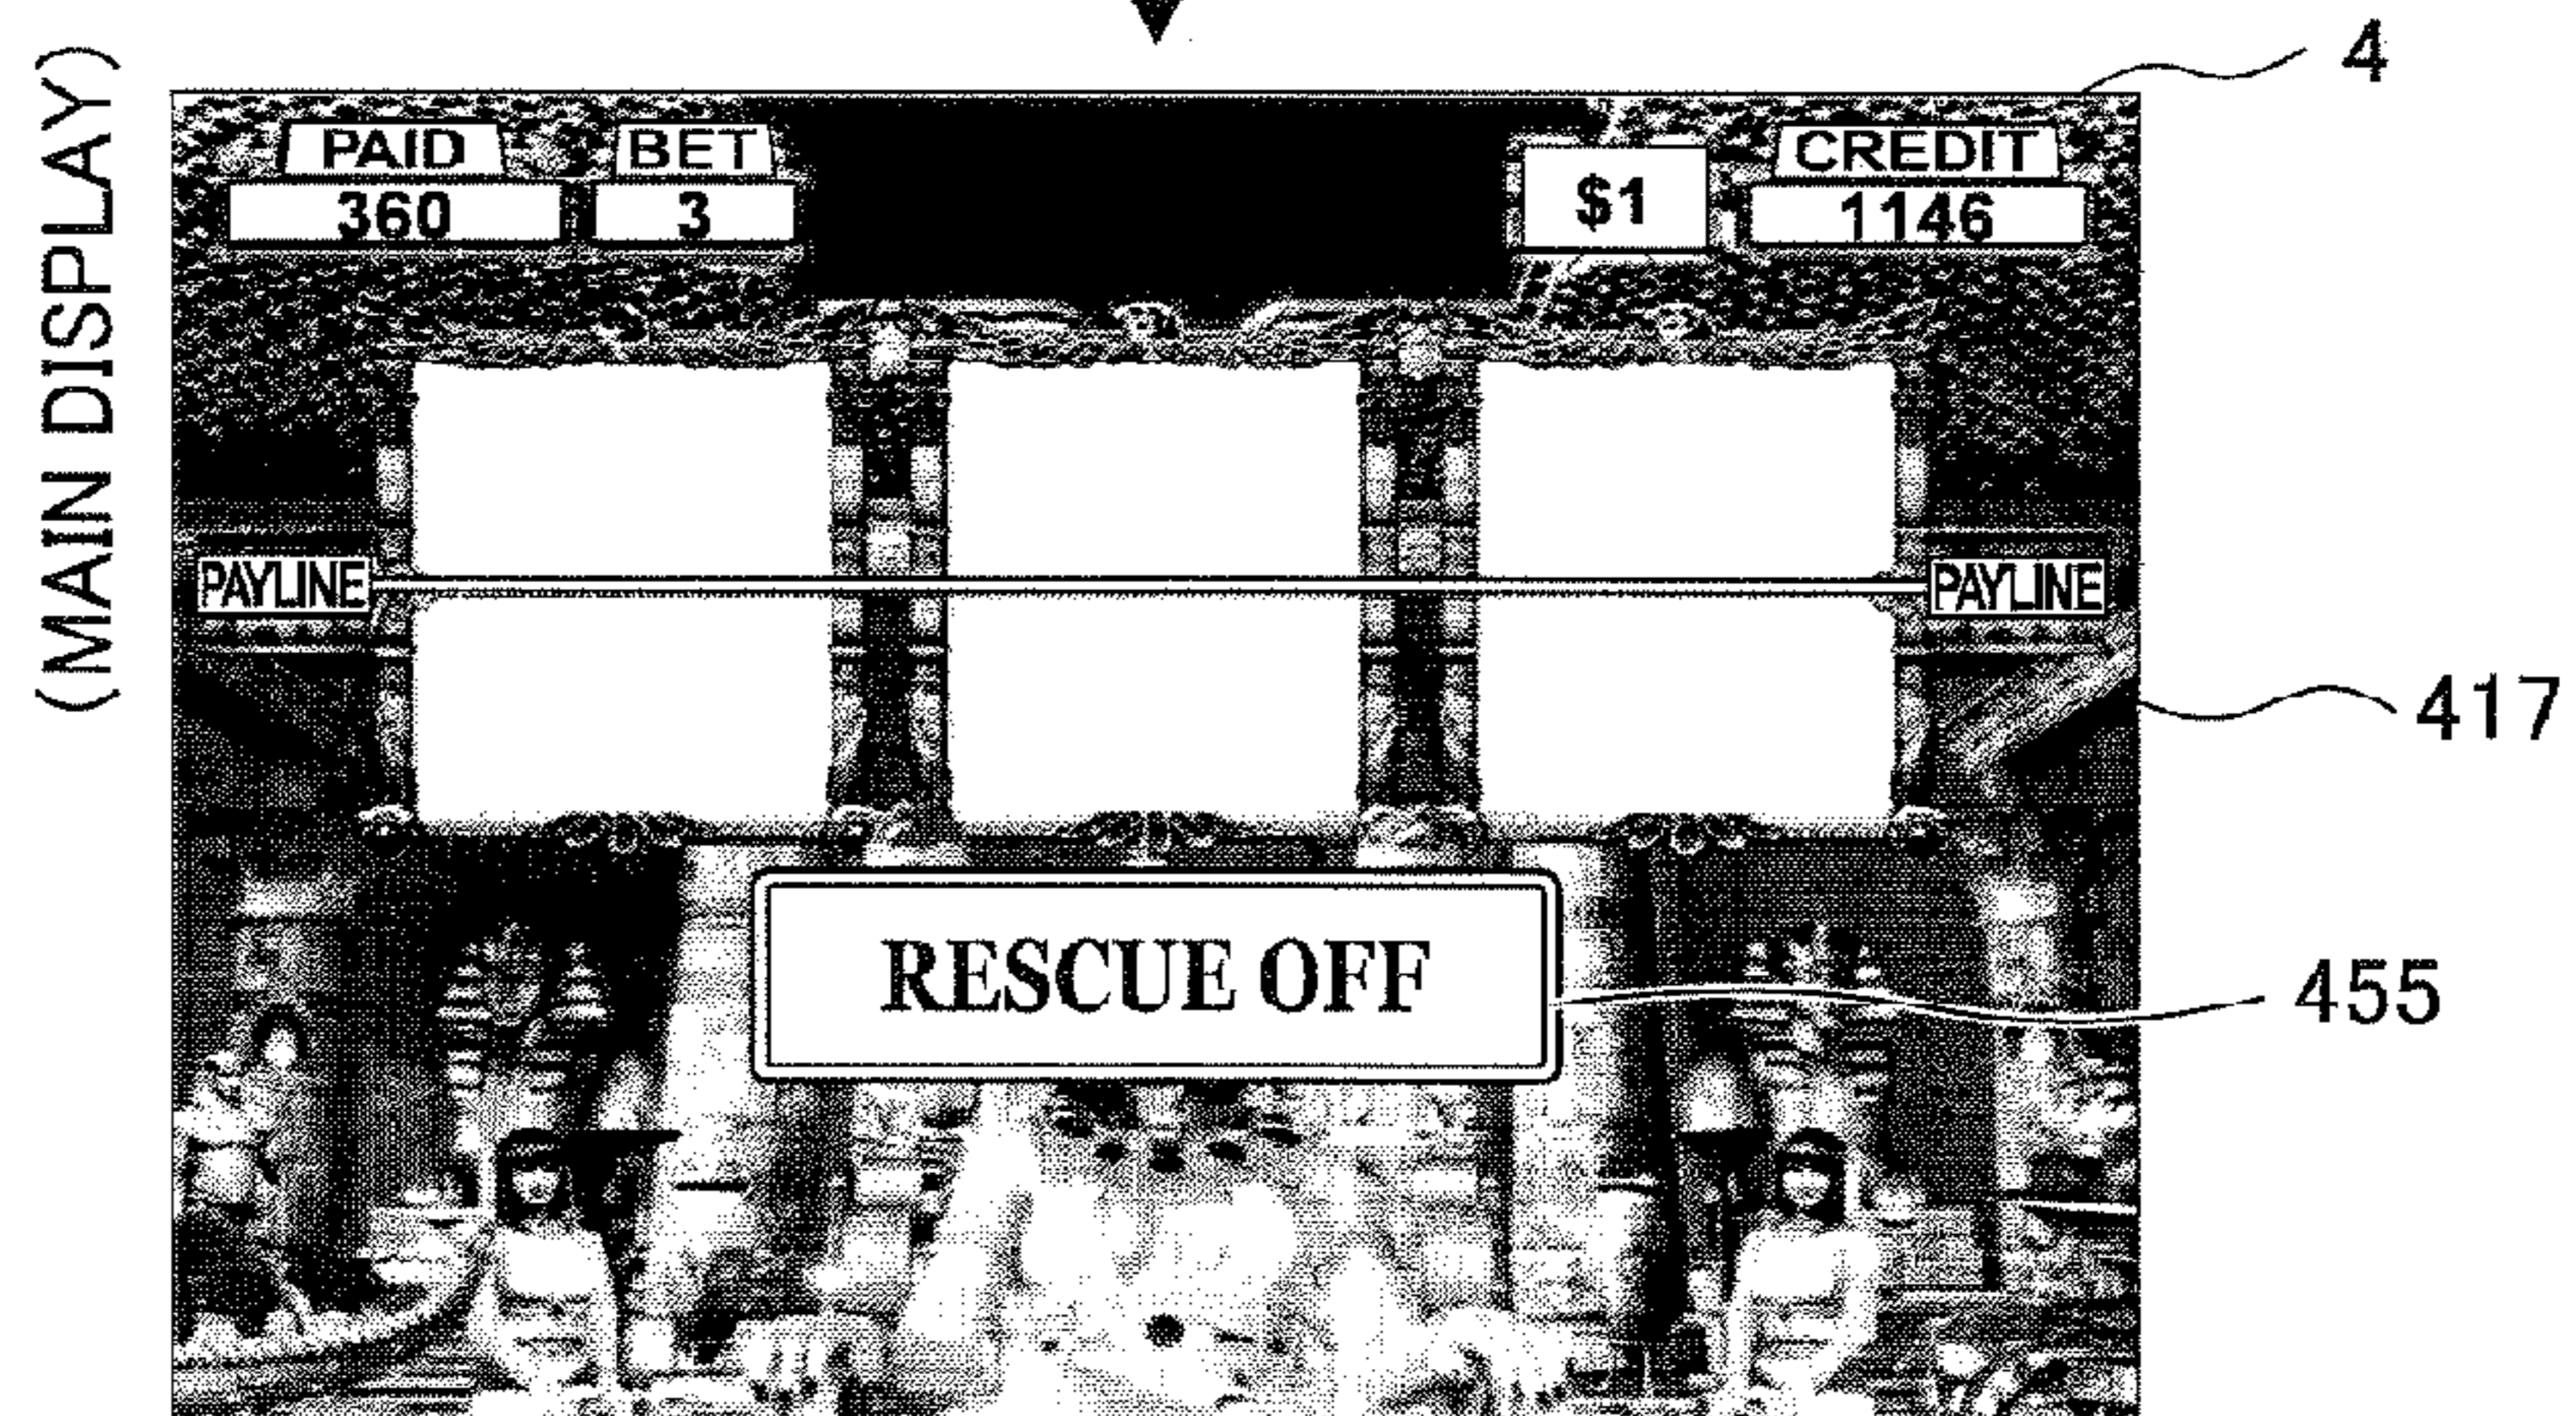 (MAIN DISPLAY)
4
PAID BET CREDIT
360 3 $1 1146
PAYLINE PAYLINE
417
RESCUE OFF
455